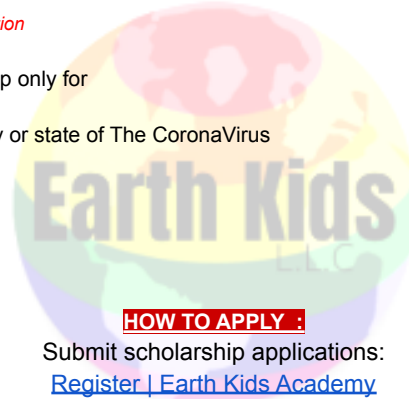 tion
p only for
y or state of The CoronaVirus
Earth Kids
L.L.C
HOW TO APPLY :
Submit scholarship applications:
Register | Earth Kids Academy